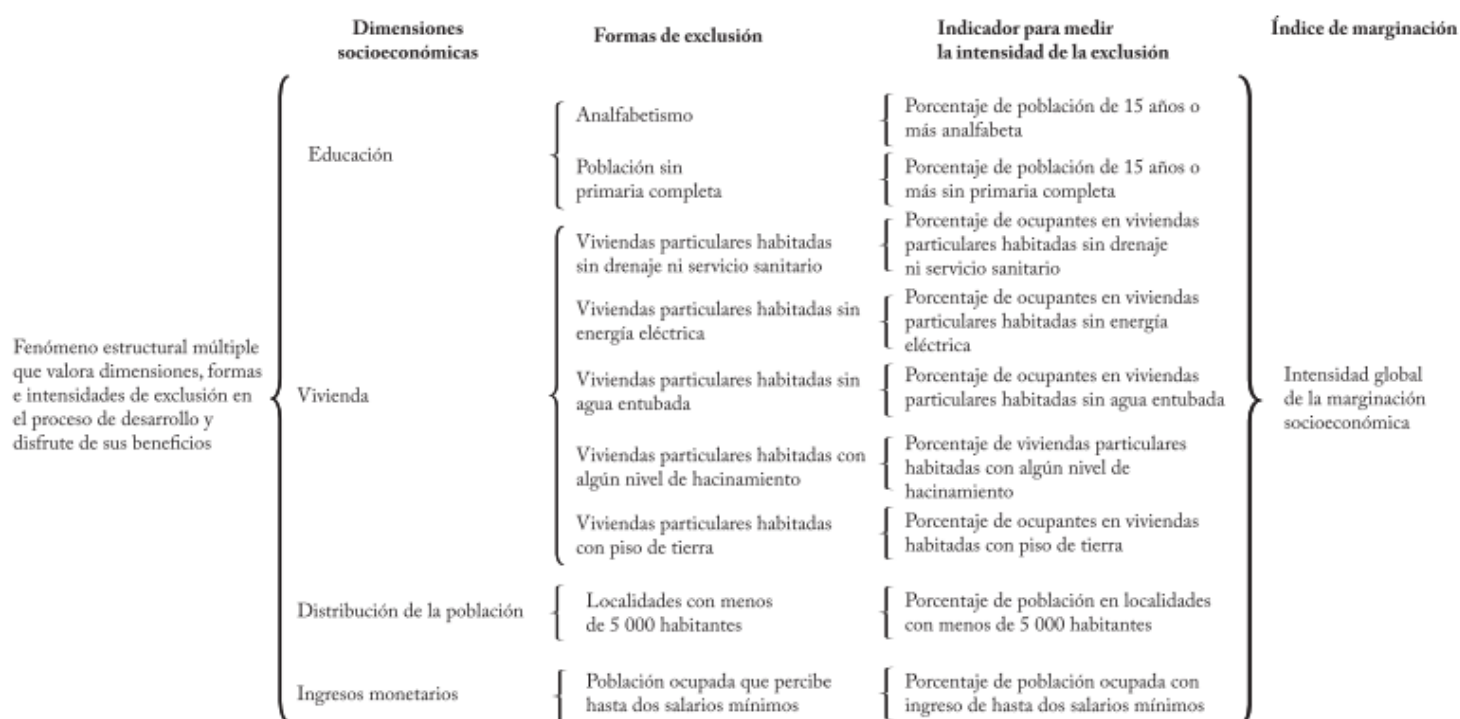 Dimensiones
socioeconómicas
Formas de exclusión
Indicador para medir
la intensidad de la exclusión
Índice de marginación
Fenómeno estructural múltiple
que valora dimensiones, formas
e intensidades de exclusión en
el proceso de desarrollo y
disfrute de sus beneficios
Educación
Analfabetismo
Porcentaje de población de 15 años o
más analfabeta
Población sin
primaria completa
Porcentaje de población de 15 años o
más sin primaria completa
Vivienda
Viviendas particulares habitadas
sin drenaje ni servicio sanitario
Porcentaje de ocupantes en viviendas
particulares habitadas sin drenaje
ni servicio sanitario
Viviendas particulares habitadas sin
energía eléctrica
Porcentaje de ocupantes en viviendas
particulares habitadas sin energía
eléctrica
Viviendas particulares habitadas sin
agua entubada
Porcentaje de ocupantes en viviendas
particulares habitadas sin agua entubada
Viviendas particulares habitadas con
algún nivel de hacinamiento
Porcentaje de viviendas particulares
habitadas con algún nivel de
hacinamiento
Viviendas particulares habitadas
con piso de tierra
Porcentaje de ocupantes en viviendas
habitadas con piso de tierra
Distribución de la población
Localidades con menos
de 5 000 habitantes
Porcentaje de población en localidades
con menos de 5 000 habitantes
Ingresos monetarios
Población ocupada que percibe
hasta dos salarios mínimos
Porcentaje de población ocupada con
ingreso de hasta dos salarios mínimos
Intensidad global
de la marginación
socioeconómica